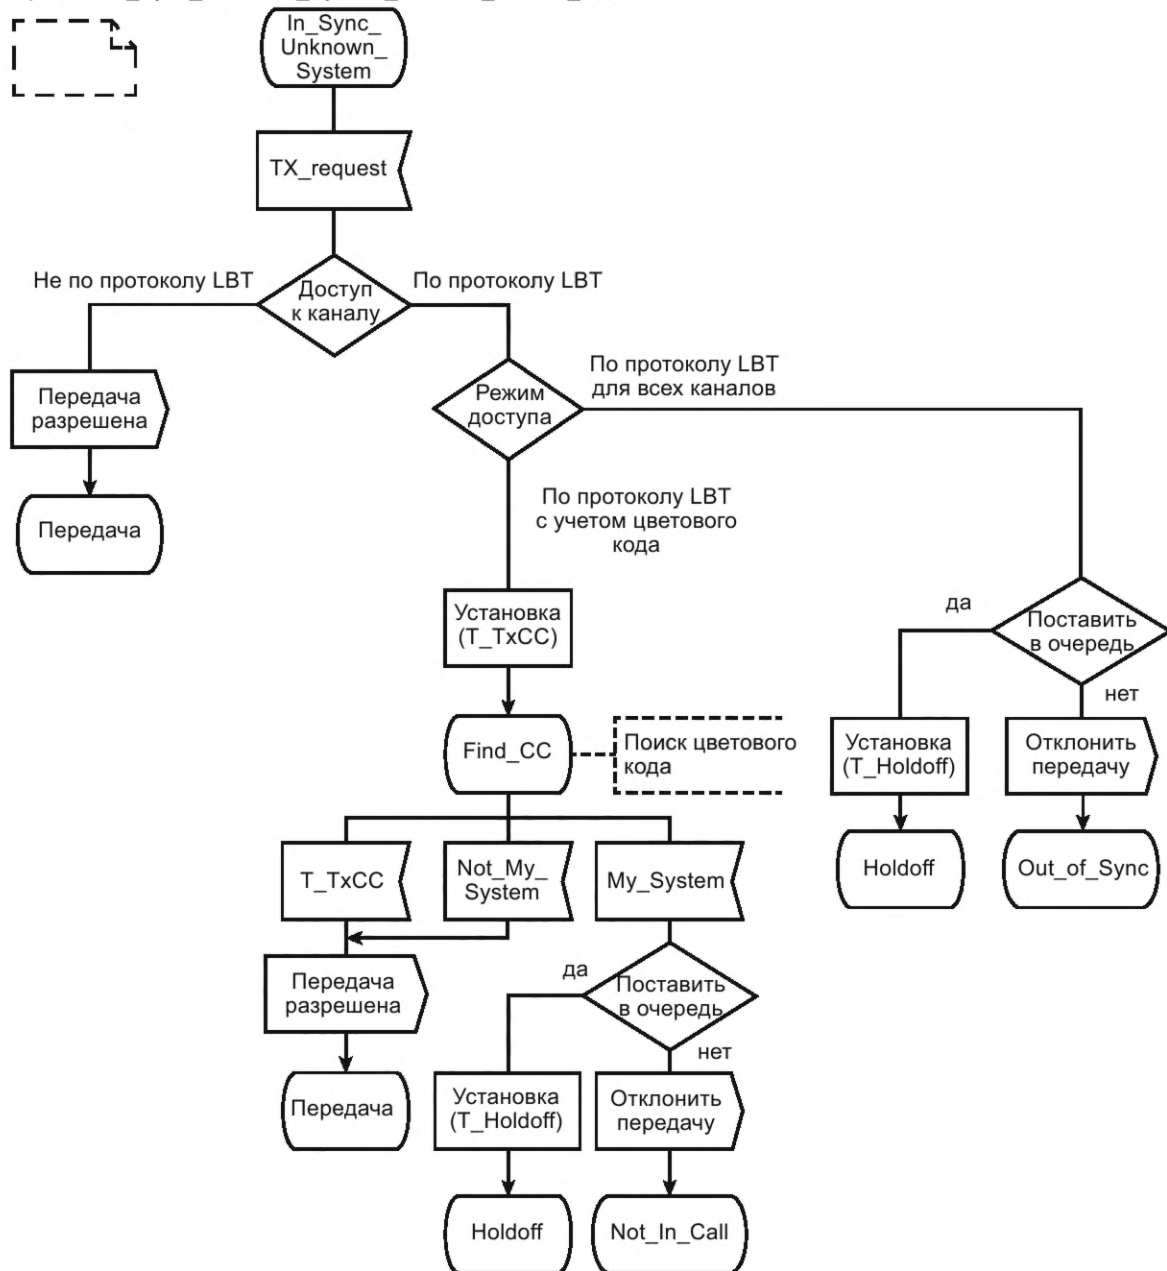 In_Sync_
Unknown_
System
TX_request
Не по протоколу LBT
По протоколу LBT
Доступ
к каналу
По протоколу LBT
для всех каналов
Передача
разрешена
Режим
доступа
Передача
По протоколу LBT
с учетом цветового
кода
Установка
(T_TxCC)
да
Поставить
в очередь
нет
Find_CC
Поиск цветового
кода
Установка
(T_Holdoff)
Отклонить
передачу
T_TxCC
Not_My_
System
My_System
Holdoff
Out_of_Sync
Передача
разрешена
да
Поставить
в очередь
нет
Передача
Установка
(T_Holdoff)
Отклонить
передачу
Holdoff
Not_In_Call